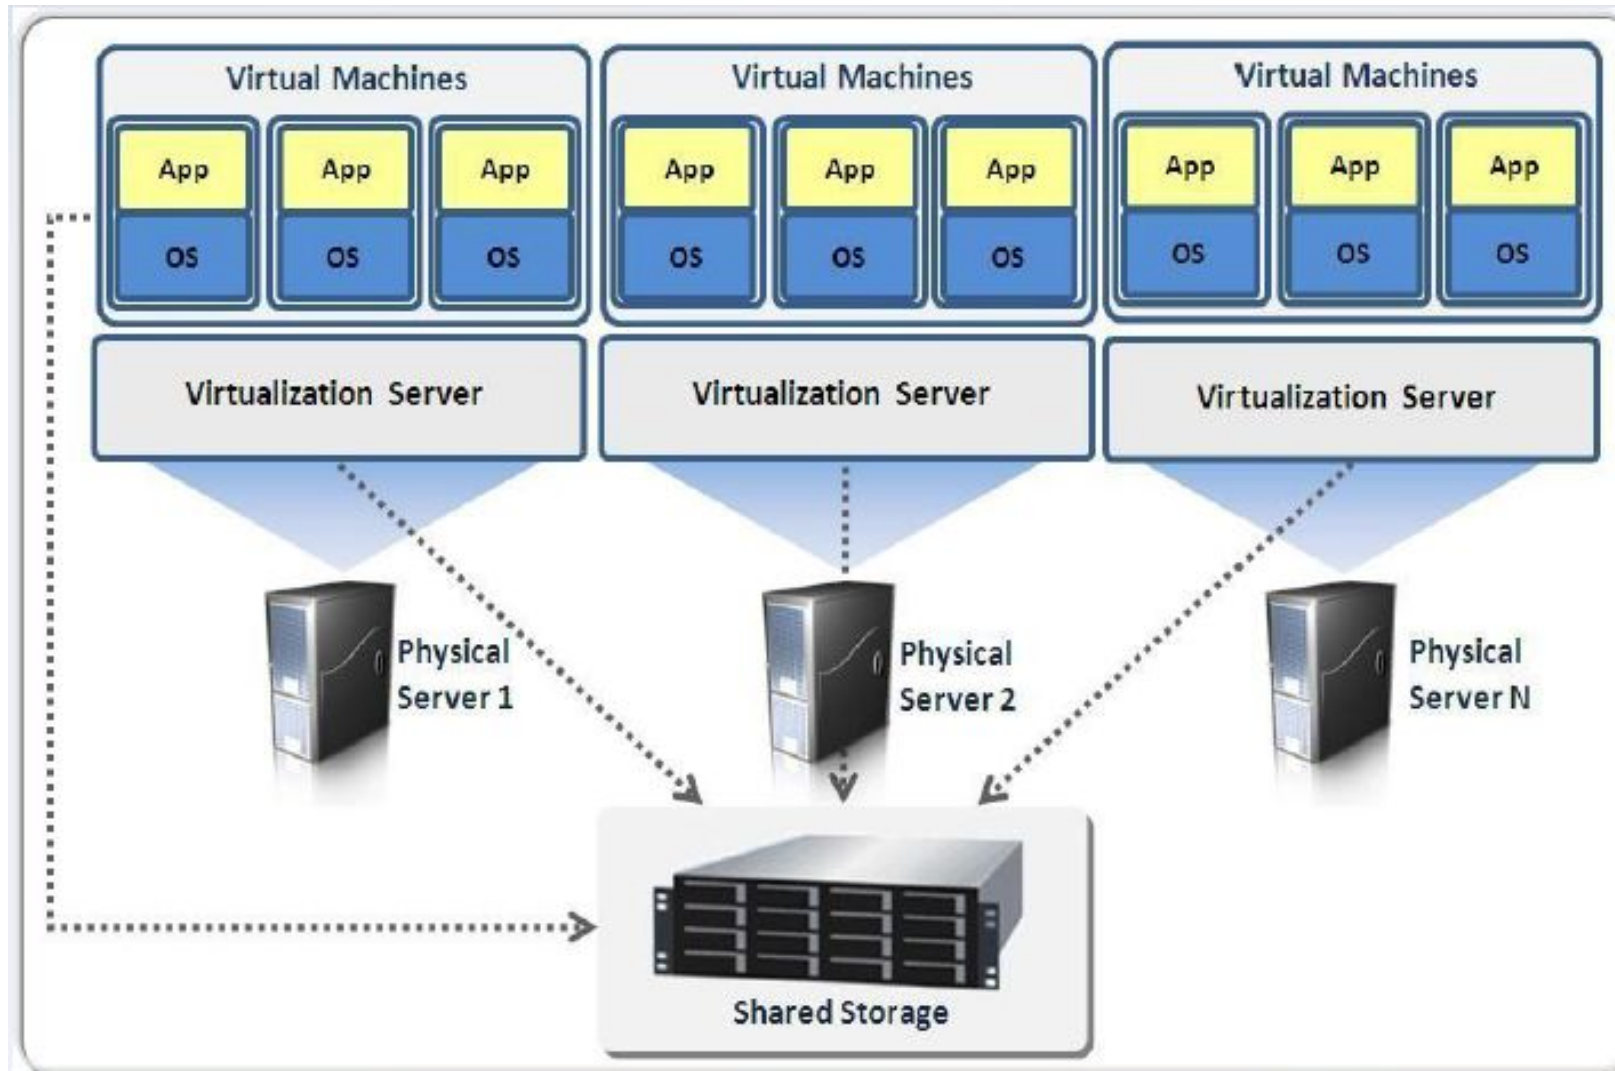 Virtual Machines
Virtual Machines
Virtual Machines
App App App
App App App
App App App
OS OS OS
OS OS OS
OS OS OS
Virtualization Server
Virtualization Server
Virtualization Server
Physical
Server 1
Physical
Server 2
Physical
Server N
Shared Storage